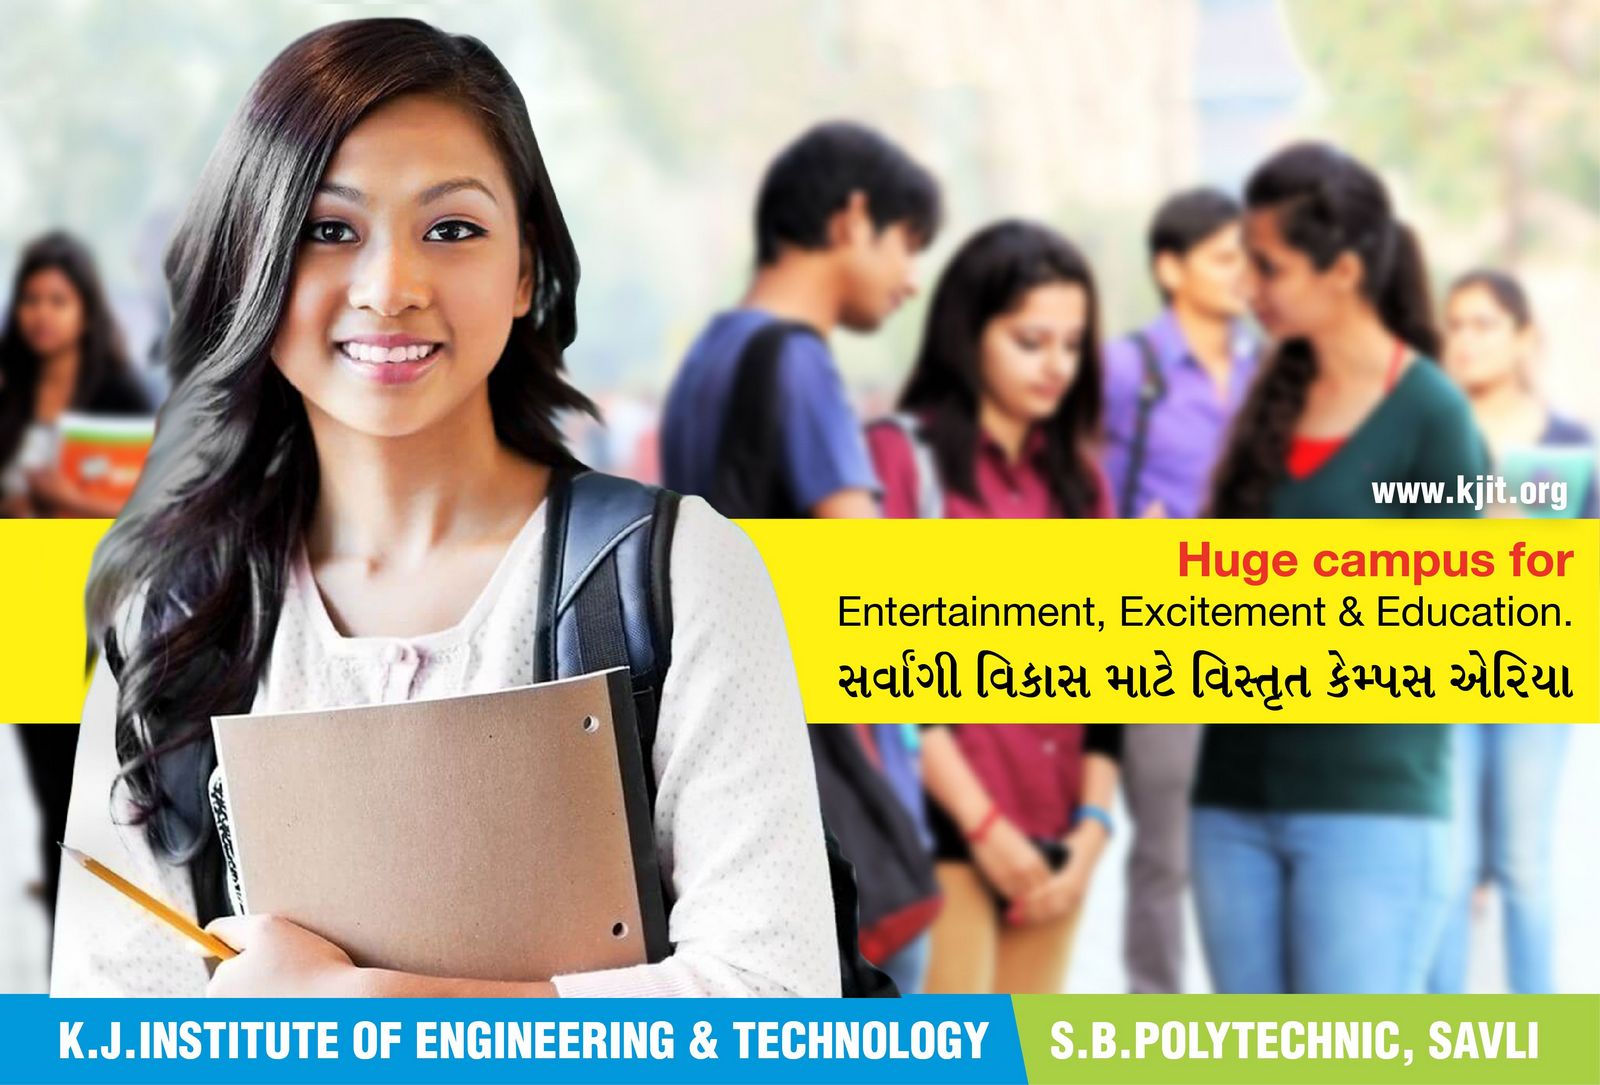 www.kjit.org
Huge campus for
Entertainment, Excitement & Education.
સર્વાંગી વિકાસ માટે વિસ્તૃત કેમ્પસ એરિયા
K.J.INSTITUTE OF ENGINEERING & TECHNOLOGY
S.B.POLYTECHNIC, SAVLI